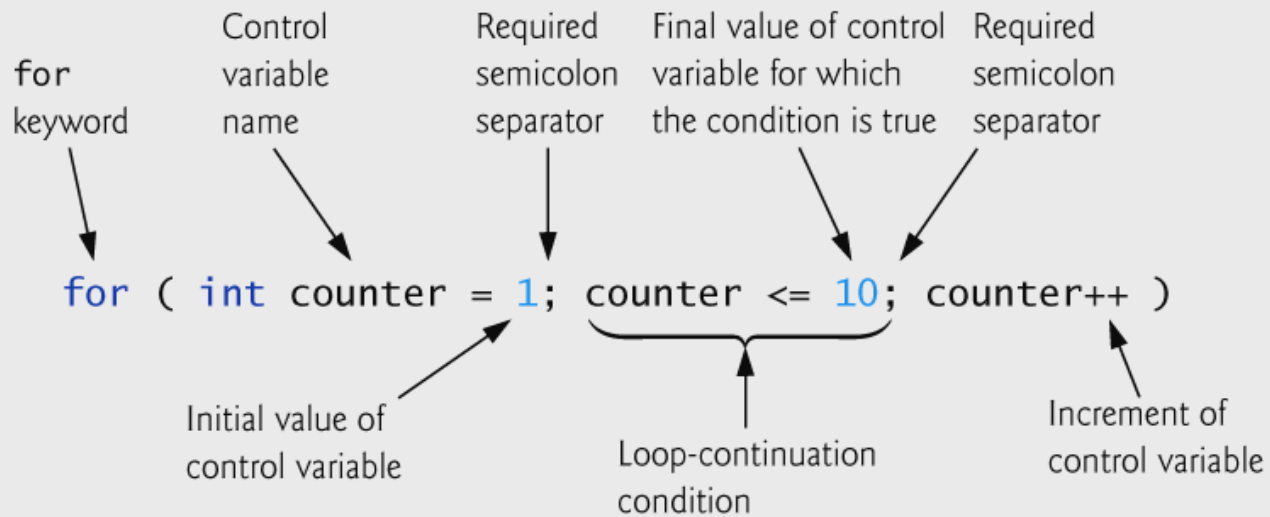 for
keyword
Control
variable
name
Required
semicolon
separator
Final value of control
variable for which
the condition is true
Required
semicolon
separator
for ( int counter = 1; counter <= 10; counter++ )
Initial value of
control variable
Loop-continuation
condition
Increment of
control variable